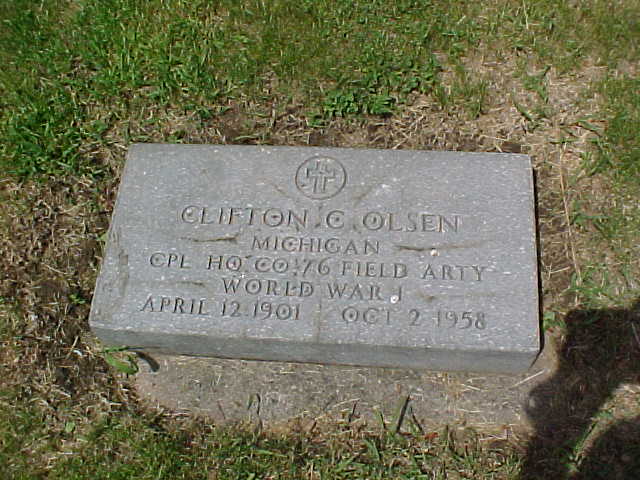 CLIFTON C OLSEN
MICHIGAN
CPL HQ CO 76 FIELD ARTY
WORLD WAR I
APRIL 12 1901 OCT 2 1958